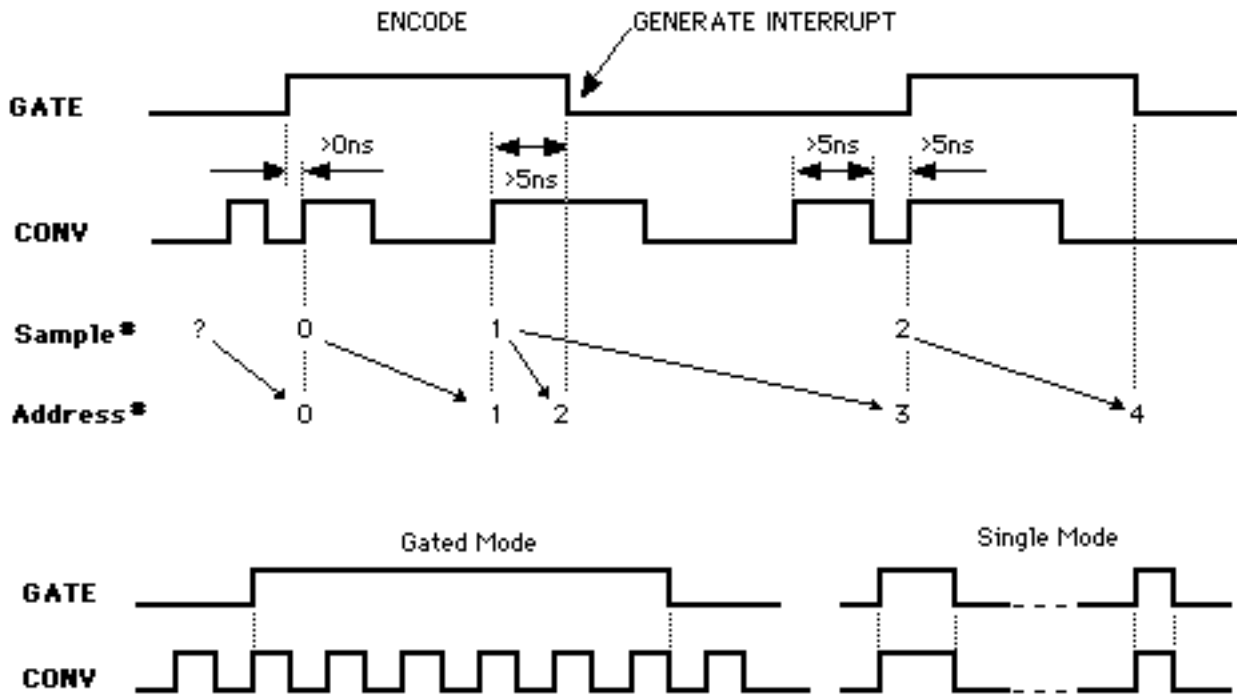 ENCODE GENERATE INTERRUPT
GATE
>0ns >5ns >5ns
>5ns
CONV
Sample# ? 0 1 2
Address# 0 1 2 3 4
Gated Mode Single Mode
GATE
CONV